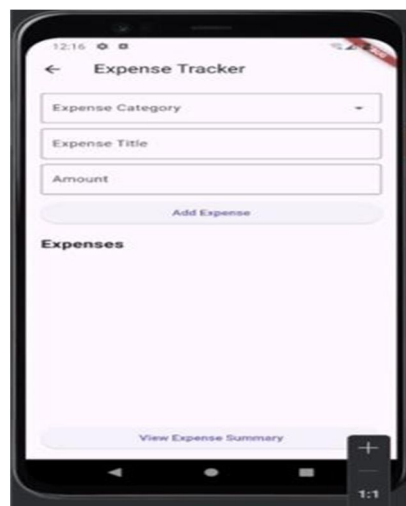 12:16
Expense Tracker
Expense Category
Expense Title
Amount
Add Expense
Expenses
View Expense Summary
1:1